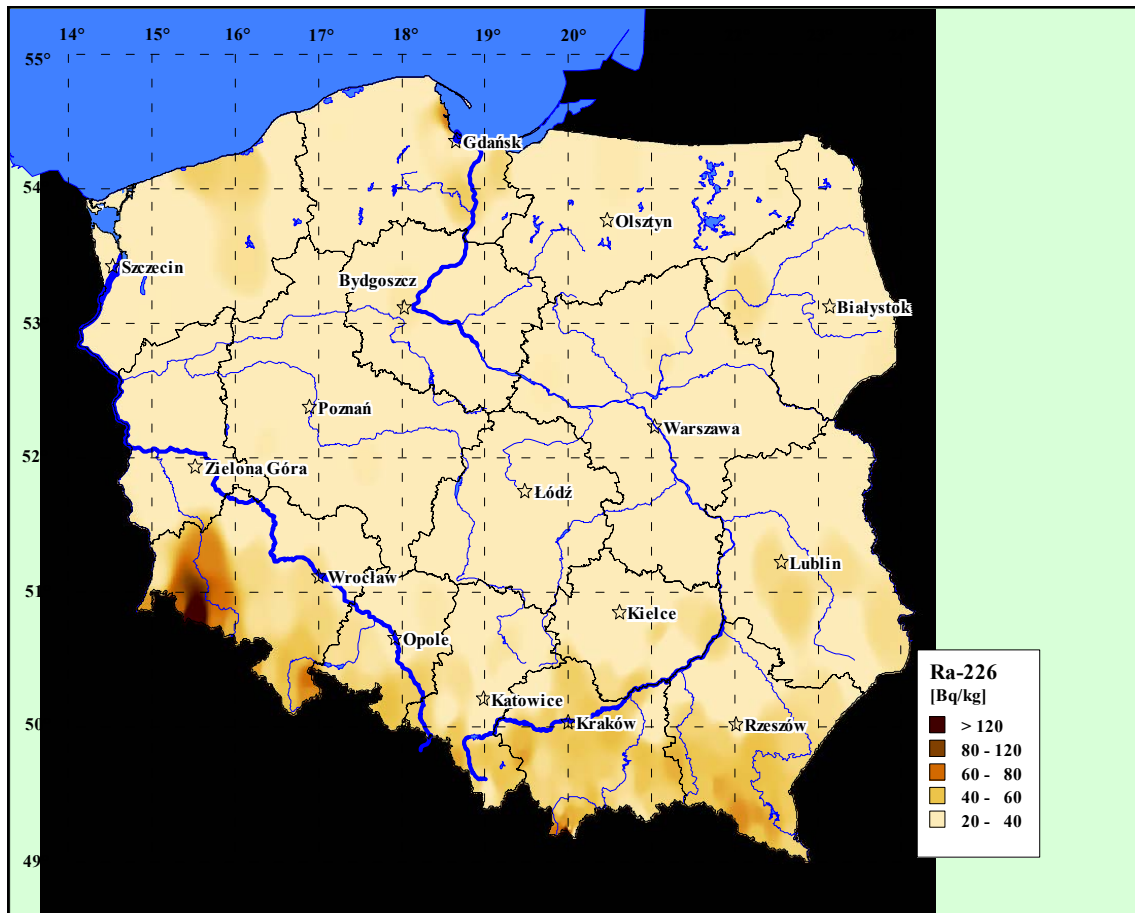 14° 15° 16° 17° 18° 19° 20°
55°
Gdańsk
54
Olsztyn
Szczecin
Bydgoszcz
Białystok
53
Poznań
Warszawa
52
Zielona Góra
Łódź
Lublin
Wrocław
51
Kielce
Opole
Ra-226
[Bq/kg]
Katowice
50
Kraków
Rzeszów
> 120
80 - 120
60 - 80
40 - 60
20 - 40
49